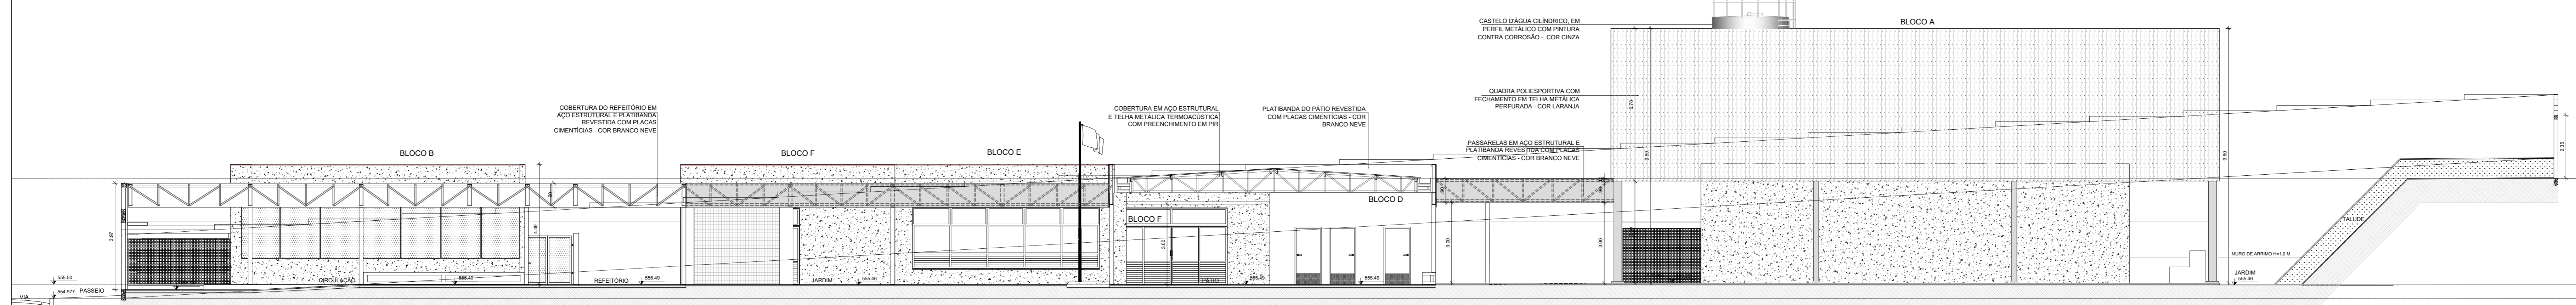 CASTELO D'ÁGUA CILÍNDRICO, EM
PERFIL METÁLICO COM PINTURA
CONTRA CORROSÃO - COR CINZA
BLOCO A
QUADRA POLIESPORTIVA COM
FECHAMENTO EM TELHA METÁLICA
PERFURADA - COR LARANJA
COBERTURA DO REFEITÓRIO EM
AÇO ESTRUTURAL E PLATIBANDA
REVESTIDA COM PLACAS
CIMENTÍCIAS - COR BRANCO NEVE
COBERTURA EM AÇO ESTRUTURAL
E TELHA METÁLICA TERMOACÚSTICA
COM PREENCHIMENTO EM PIR
PLATIBANDA DO PÁTIO REVESTIDA
COM PLACAS CIMENTÍCIAS - COR
BRANCO NEVE
PASSARELAS EM AÇO ESTRUTURAL E
PLATIBANDA REVESTIDA COM PLACAS
CIMENTÍCIAS - COR BRANCO NEVE
BLOCO B
BLOCO F
BLOCO E
BLOCO F
BLOCO D
9.70
9.50
9.50
2.35
3.97
4.49
.90
3.00
3.00
3.00
TALUDE
MURO DE ARRIMO H=1.0 M
JARDIM
555.46
555.50
554.977
PASSEIO
VIA
CIRCULAÇÃO
555.49
REFEITÓRIO
555.49
JARDIM
555.46
PÁTIO
555.49
555.49